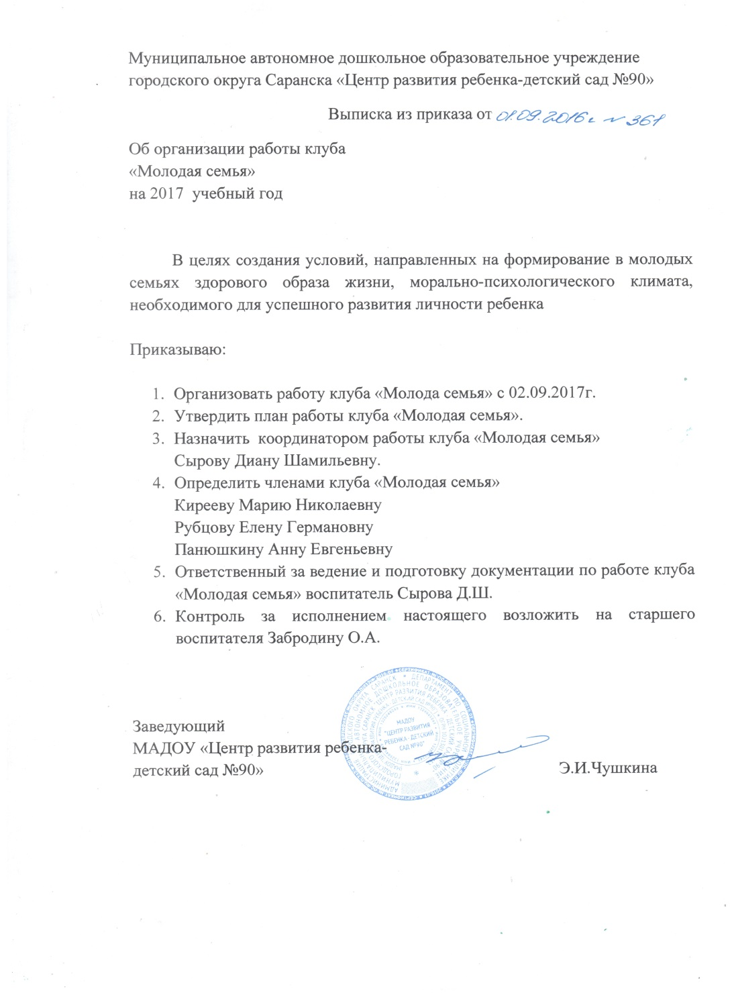 Муниципальное автономное дошкольное образовательное учреждение
городского округа Саранска «Центр развития ребенка-детский сад №90»
Выписка из приказа от 01.09.2016г № 361
Об организации работы клуба
«Молодая семья»
на 2017 учебный год
В целях создания условий, направленных на формирование в молодых
семьях здорового образа жизни, морально-психологического климата,
необходимого для успешного развития личности ребенка
Приказываю:
1. Организовать работу клуба «Молода семья» с 02.09.2017г.
2. Утвердить план работы клуба «Молодая семья».
3. Назначить координатором работы клуба «Молодая семья»
Сырову Диану Шамильевну.
4. Определить членами клуба «Молодая семья»
Кирееву Марию Николаевну
Рубцову Елену Германовну
Панюшкину Анну Евгеньевну
5. Ответственный за ведение и подготовку документации по работе клуба
«Молодая семья» воспитатель Сырова Д.Ш.
6. Контроль за исполнением настоящего возложить на старшего
воспитателя Забродину О.А.
Заведующий
МАДОУ «Центр развития ребенка-
детский сад №90»
Э.И.Чушкина
МАДОУ
"ЦЕНТР РАЗВИТИЯ
РЕБЕНКА - ДЕТСКИЙ
САД №90"